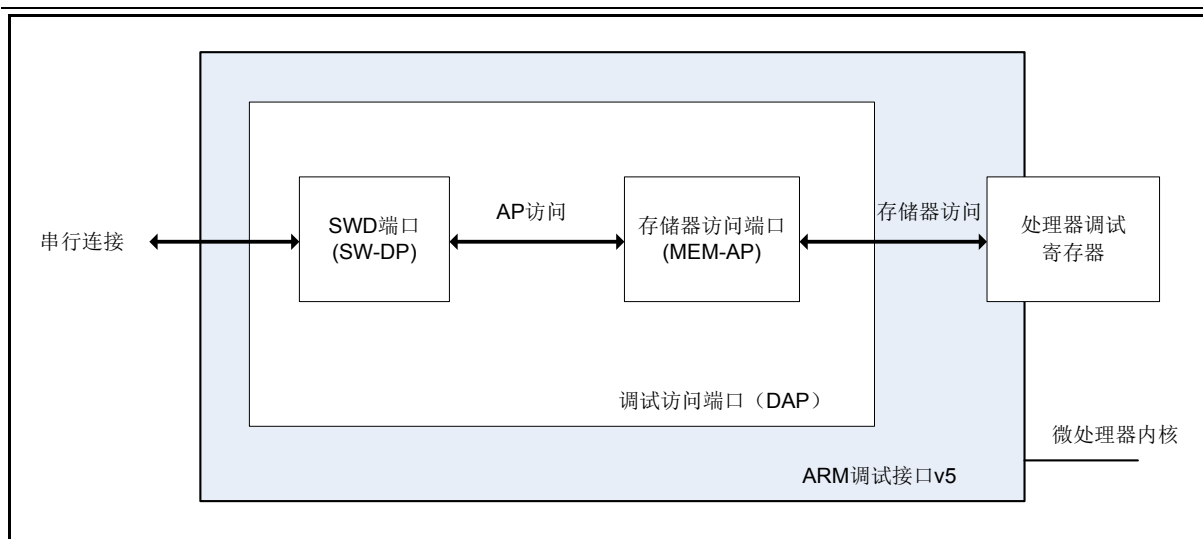 串行连接
SWD端口
(SW-DP)
AP访问
存储器访问端口
(MEM-AP)
存储器访问
处理器调试
寄存器
调试访问端口（DAP）
微处理器内核
ARM调试接口v5